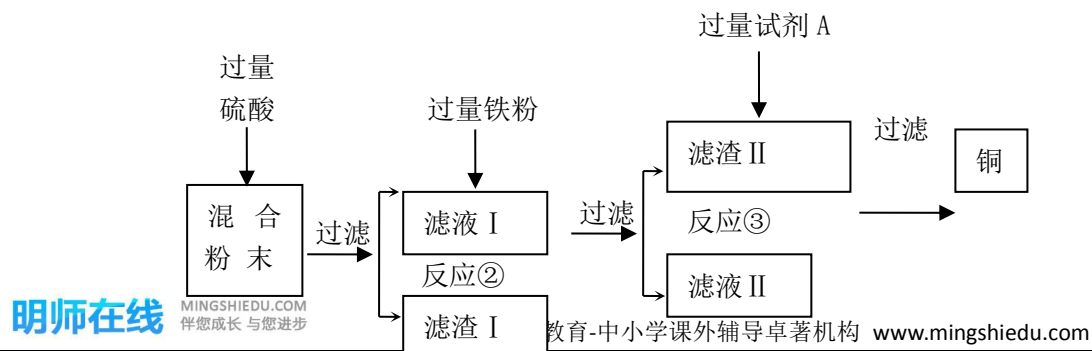 过量试剂 A
过量
硫酸
过量铁粉
过滤
滤渣Ⅱ
铜
混 合
粉 末
过滤
滤液Ⅰ
过滤
反应③
反应②
滤液Ⅱ
滤渣Ⅰ
明师在线
MINGSHIEDU.COM
伴您成长 与您进步
教育-中小学课外辅导卓著机构 www.mingshiedu.com